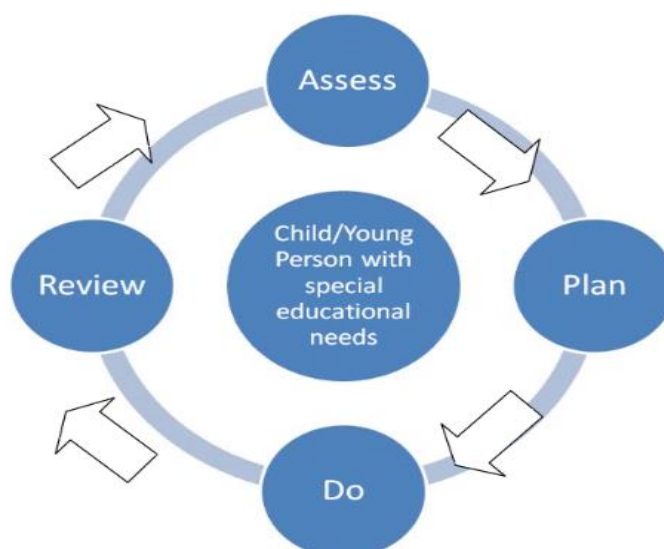 Assess
Child/Young
Person with
special
educational
needs
Review
Plan
Do